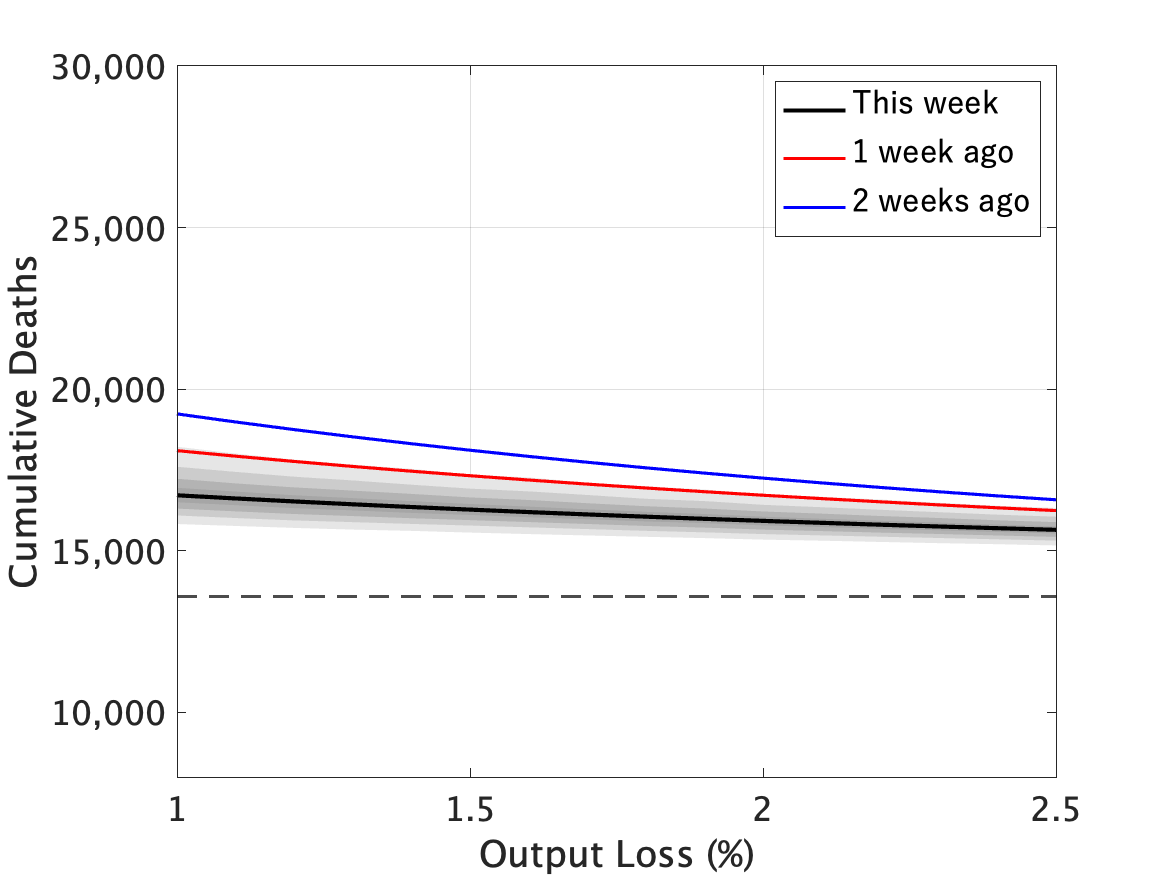 30,000
25,000
20,000
15,000
10,000
Cumulative Deaths
This week
1 week ago
2 weeks ago
1
1.5
2
2.5
Output Loss (%)